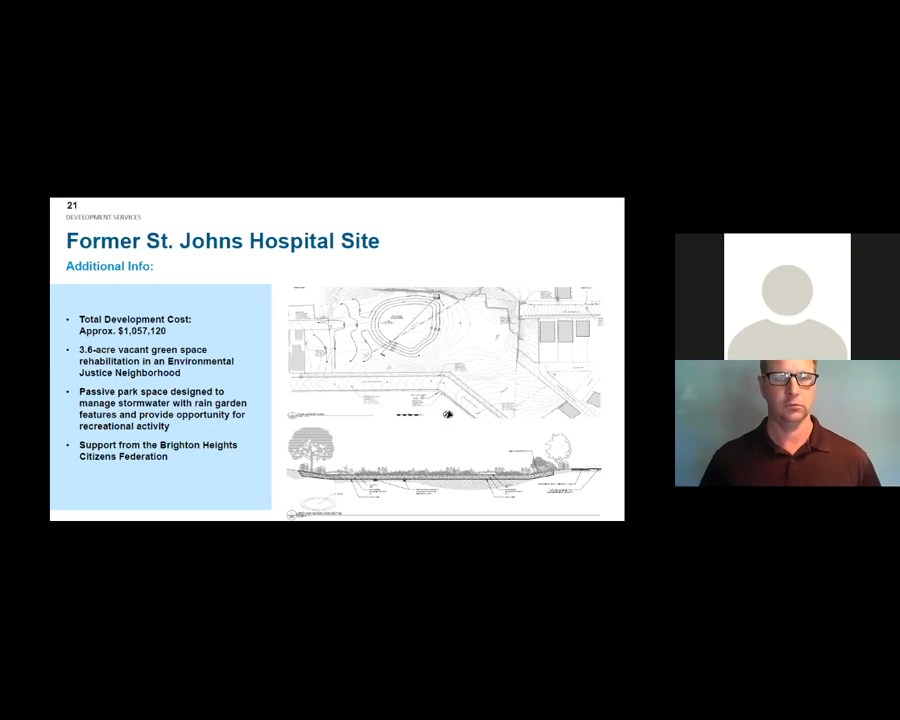 21
DEVELOPMENT SERVICES
Former St. Johns Hospital Site
Additional Info:
• Total Development Cost:
Approx. $1,057,120
• 3.6-acre vacant green space
rehabilitation in an Environmental
Justice Neighborhood
• Passive park space designed to
manage stormwater with rain garden
features and provide opportunity for
recreational activity
• Support from the Brighton Heights
Citizens Federation